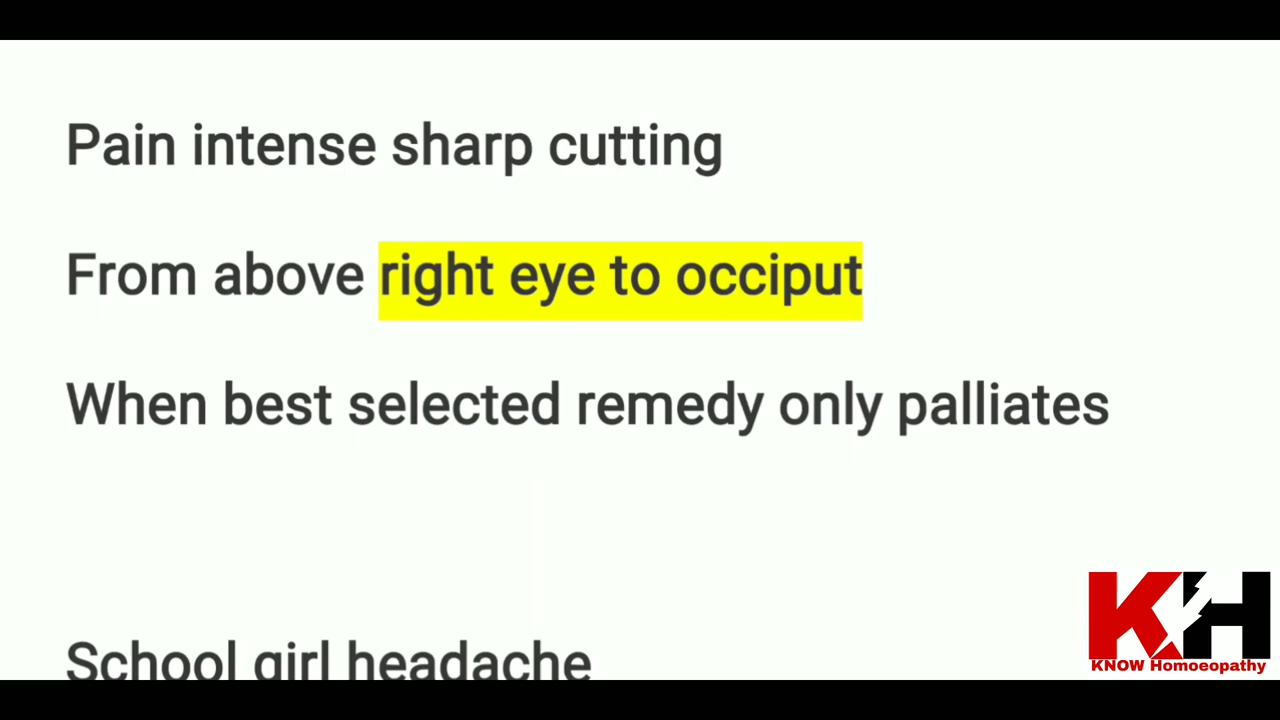 Pain intense sharp cutting
From above right eye to occiput
When best selected remedy only palliates
School girl headache
KH
KNOW Homoeopathy